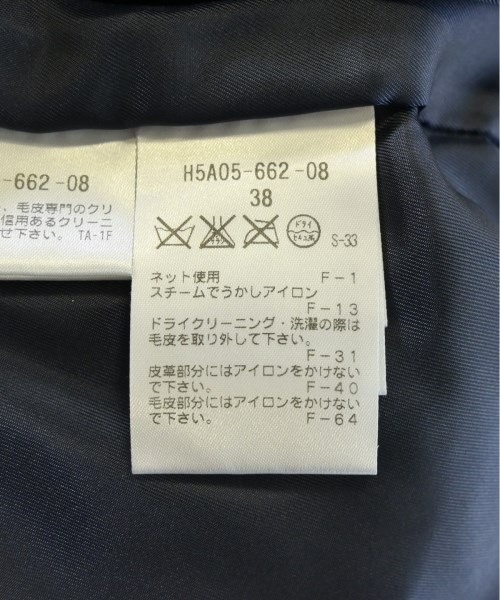 -662-08
、毛皮専門のクリ
信用あるクリーニ
せ下さい。 TA-1F
H5A05-662-08
38
ドライ
セキユ系
S-33
ネット使用 F-1
スチームでうかしアイロン
F-13
ドライクリーニング・洗濯の際は
毛皮を取り外して下さい。
F-31
皮革部分にはアイロンをかけない
で下さい。 F-40
毛皮部分にはアイロンをかけない
で下さい。 F-64